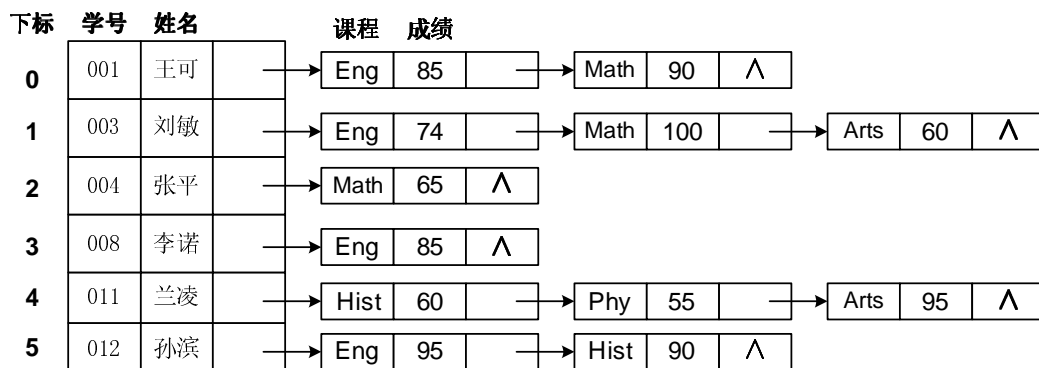 下标 学号 姓名 课程 成绩
0 001 王可 Eng 85 Math 90 Λ
1 003 刘敏 Eng 74 Math 100 Arts 60 Λ
2 004 张平 Math 65 Λ
3 008 李诺 Eng 85 Λ
4 011 兰凌 Hist 60 Phy 55 Arts 95 Λ
5 012 孙滨 Eng 95 Hist 90 Λ